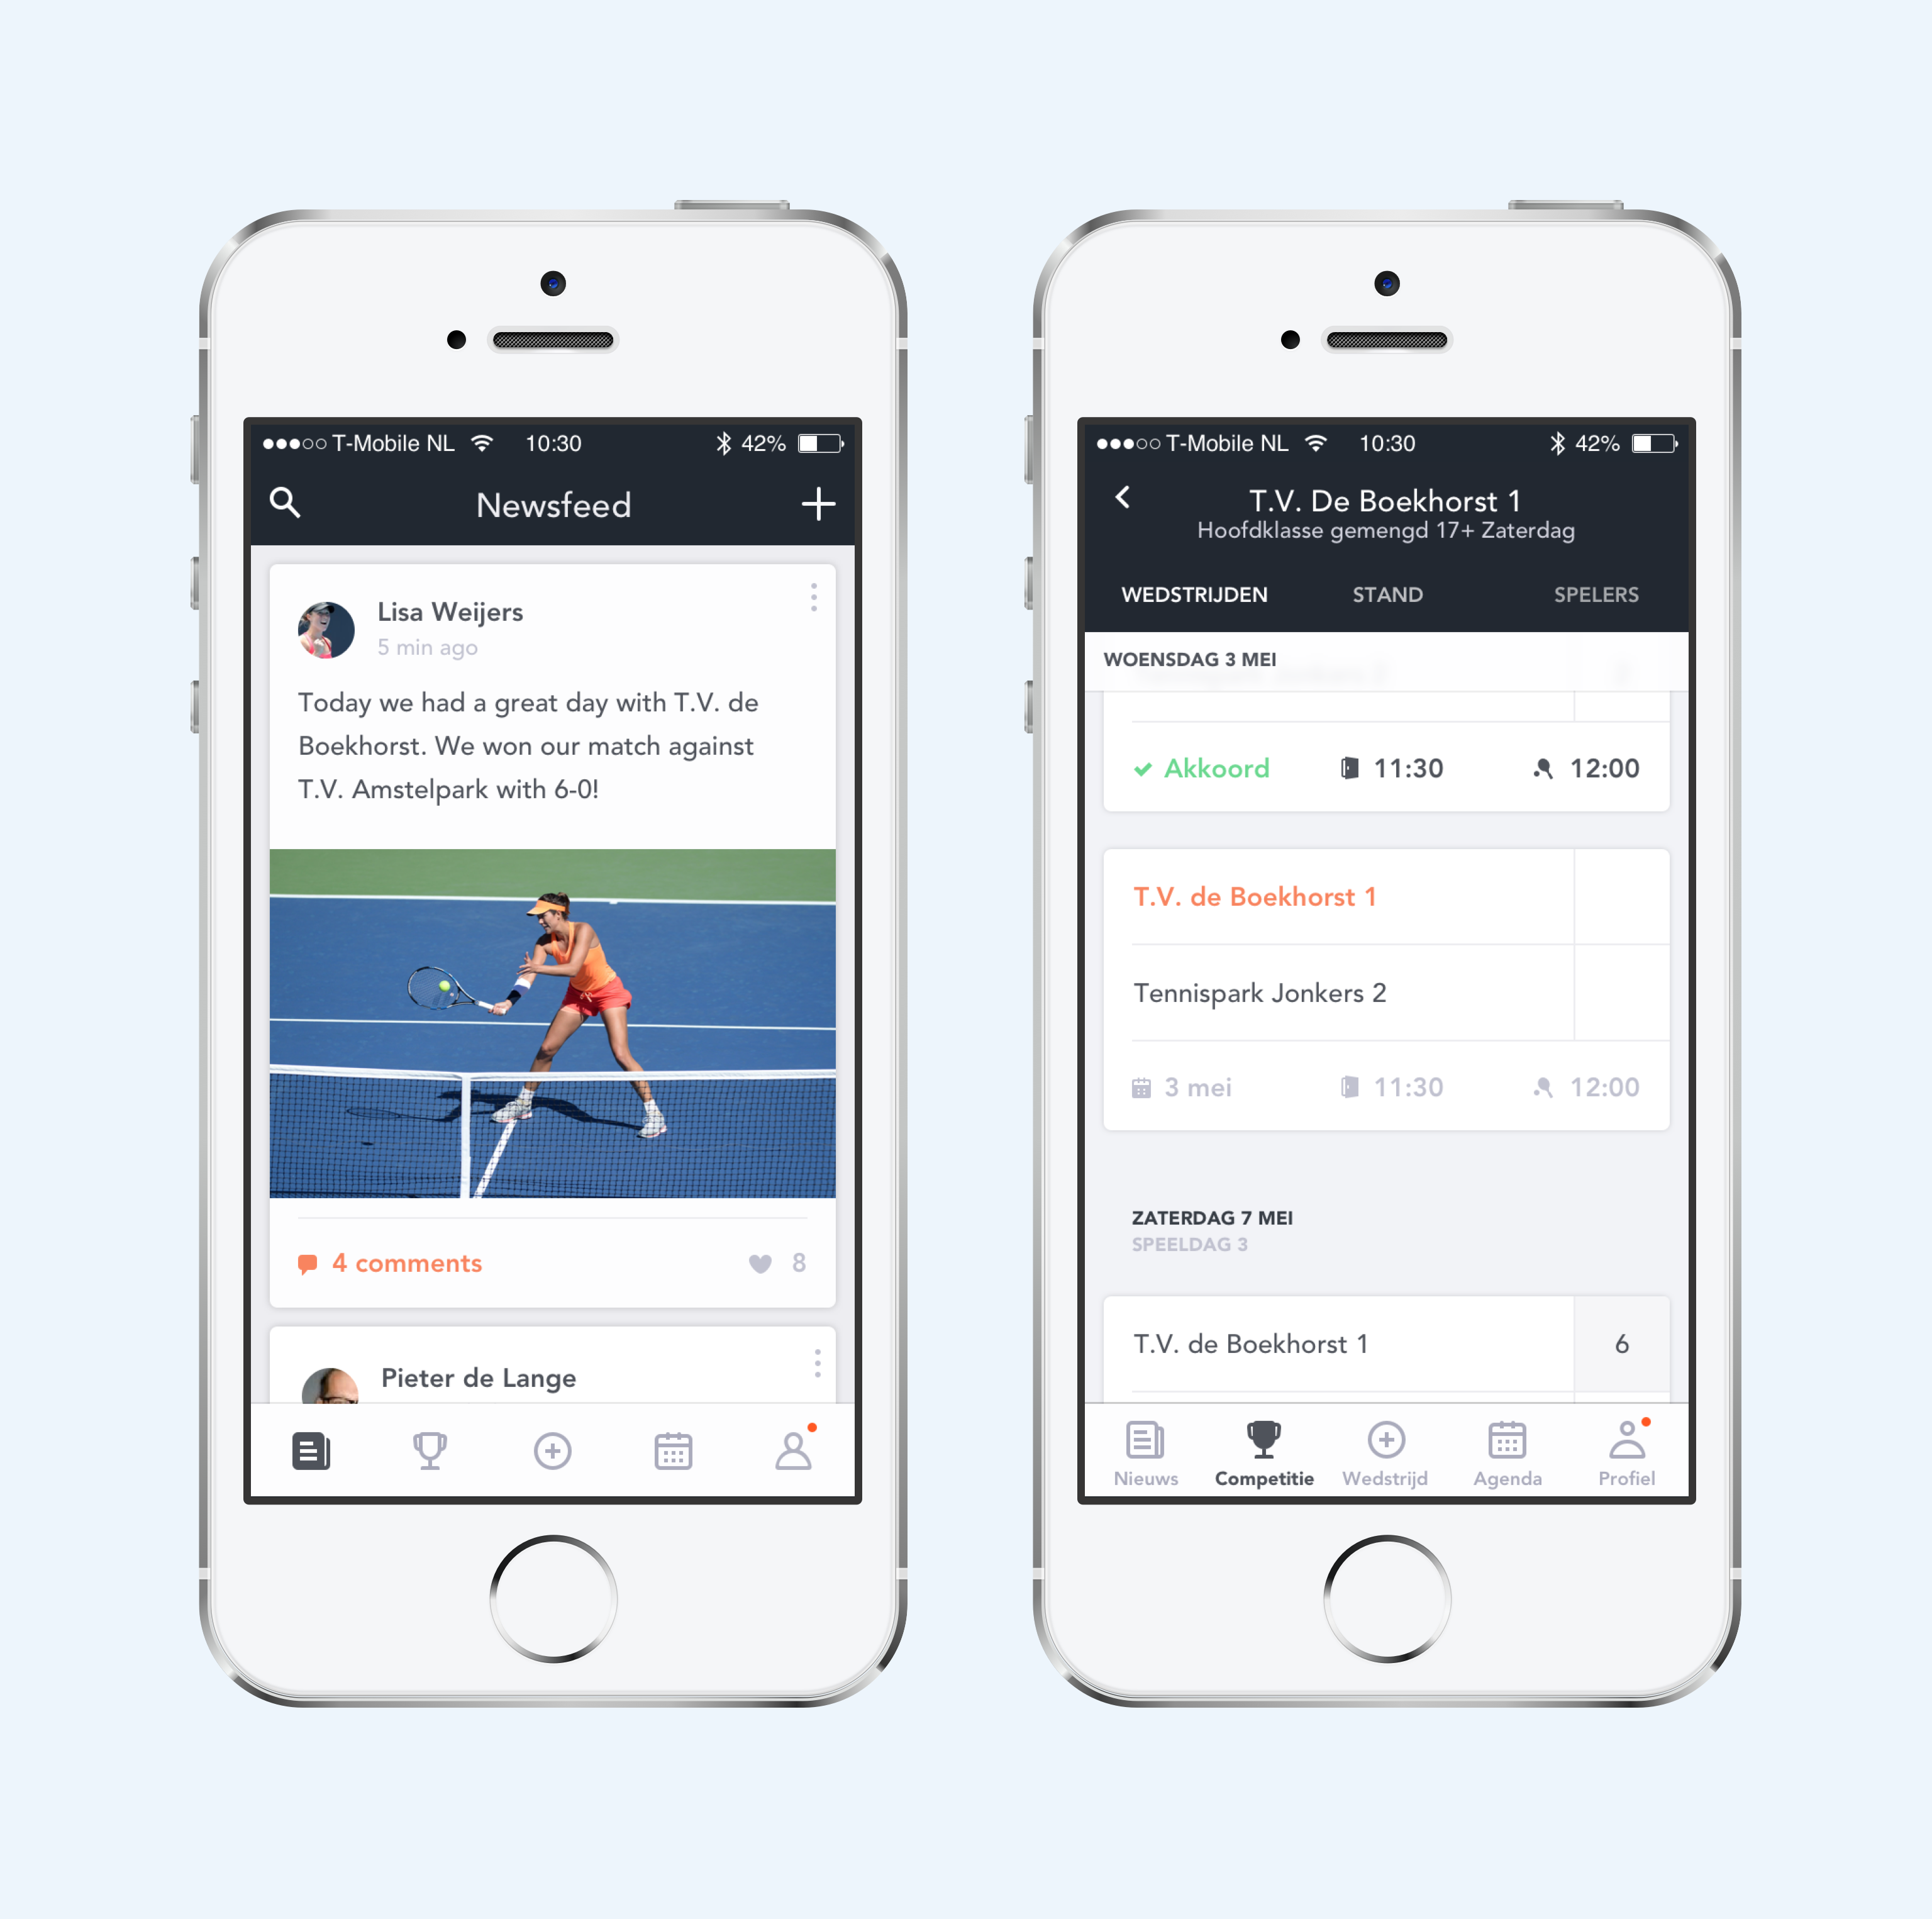 T-Mobile NL 10:30 42%
Newsfeed
Lisa Weijers
5 min ago
Today we had a great day with T.V. de
Boekhorst. We won our match against
T.V. Amstelpark with 6-0!
4 comments 8
Pieter de Lange
T-Mobile NL 10:30 42%
T.V. De Boekhorst 1
Hoofdklasse gemengd 17+ Zaterdag
WEDSTRIJDEN STAND SPELERS
WOENSDAG 3 MEI
Akkoord 11:30 12:00
T.V. de Boekhorst 1
Tennispark Jonkers 2
3 mei 11:30 12:00
ZATERDAG 7 MEI
SPEELDAG 3
T.V. de Boekhorst 1 6
Nieuws Competitie Wedstrijd Agenda Profiel